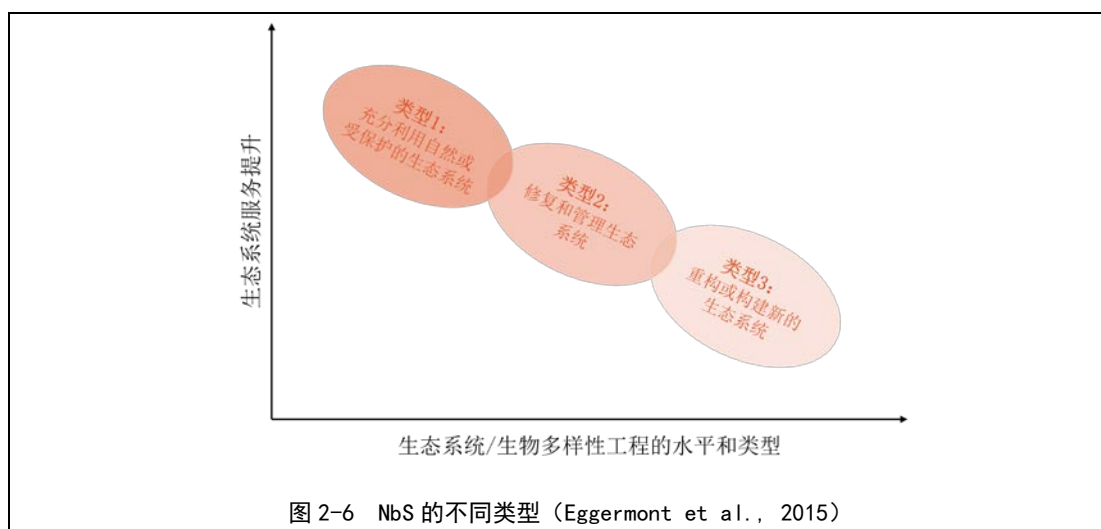 生态系统服务提升
类型1：
充分利用自然或
受保护的生态系统
类型2：
修复和管理生态
系统
类型3：
重构或构建新的
生态系统
生态系统/生物多样性工程的水平和类型
图 2-6 NbS 的不同类型（Eggermont et al., 2015）